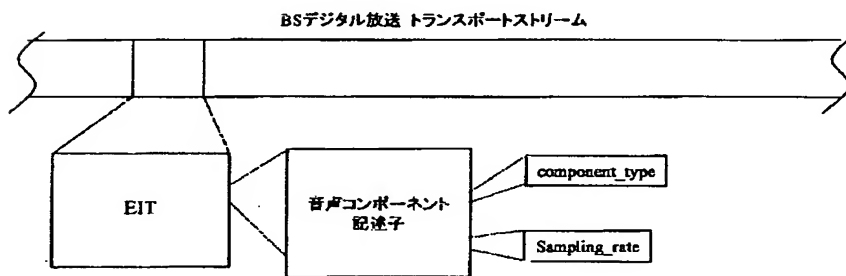 BSデジタル放送 トランスポートストリーム
EIT
音声コンポーネント
記述子
component_type
Sampling_rate